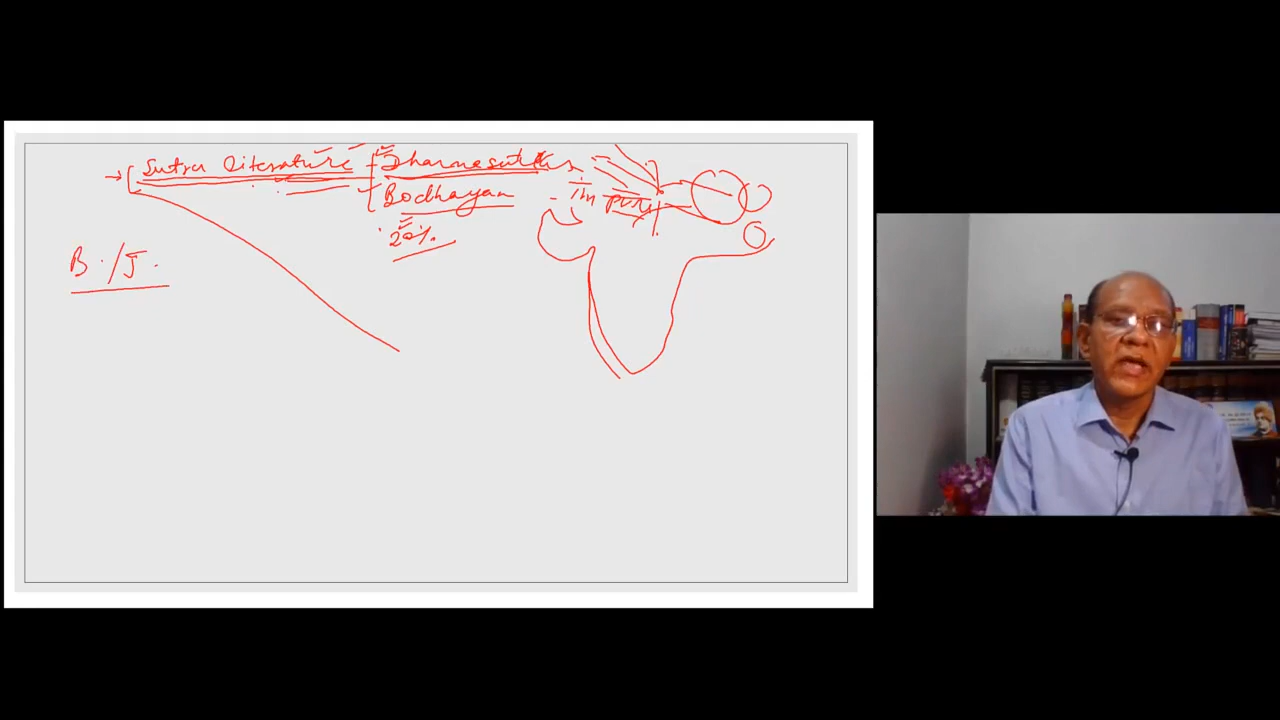 → [ Sutra Literature - [ Dharmasutras
Bodhayan
20%.
B./J.